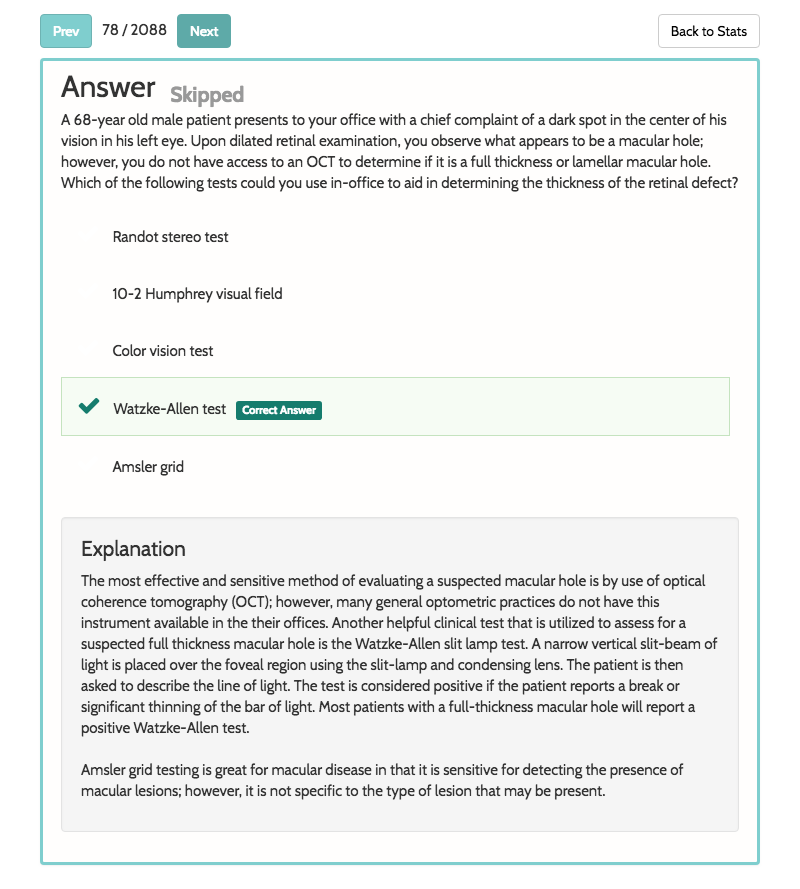 Prev 78 / 2088 Next Back to Stats
Answer Skipped
A 68-year old male patient presents to your office with a chief complaint of a dark spot in the center of his
vision in his left eye. Upon dilated retinal examination, you observe what appears to be a macular hole;
however, you do not have access to an OCT to determine if it is a full thickness or lamellar macular hole.
Which of the following tests could you use in-office to aid in determining the thickness of the retinal defect?
Randot stereo test
10-2 Humphrey visual field
Color vision test
Watzke-Allen test Correct Answer
Amsler grid
Explanation
The most effective and sensitive method of evaluating a suspected macular hole is by use of optical
coherence tomography (OCT); however, many general optometric practices do not have this
instrument available in the their offices. Another helpful clinical test that is utilized to assess for a
suspected full thickness macular hole is the Watzke-Allen slit lamp test. A narrow vertical slit-beam of
light is placed over the foveal region using the slit-lamp and condensing lens. The patient is then
asked to describe the line of light. The test is considered positive if the patient reports a break or
significant thinning of the bar of light. Most patients with a full-thickness macular hole will report a
positive Watzke-Allen test.
Amsler grid testing is great for macular disease in that it is sensitive for detecting the presence of
macular lesions; however, it is not specific to the type of lesion that may be present.